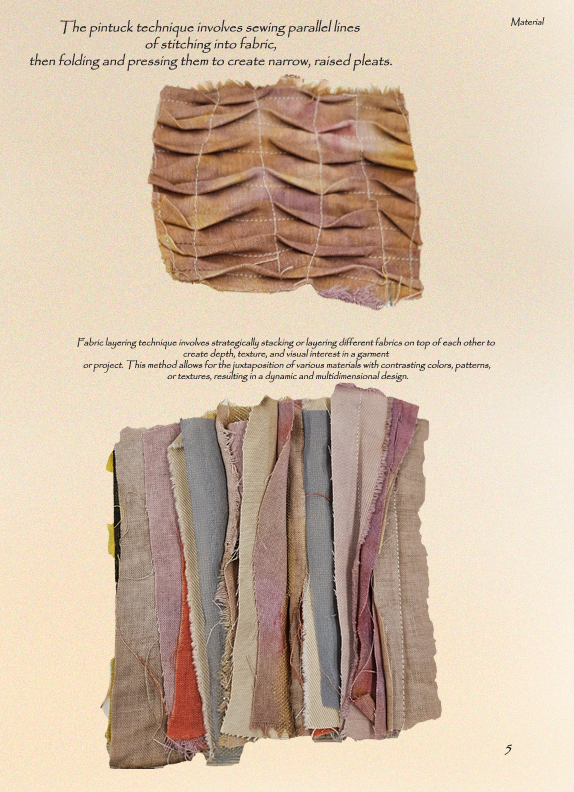 Material
The pintuck technique involves sewing parallel lines
of stitching into fabric,
then folding and pressing them to create narrow, raised pleats.
Fabric layering technique involves strategically stacking or layering different fabrics on top of each other to
create depth, texture, and visual interest in a garment
or project. This method allows for the juxtaposition of various materials with contrasting colors, patterns,
or textures, resulting in a dynamic and multidimensional design.
5